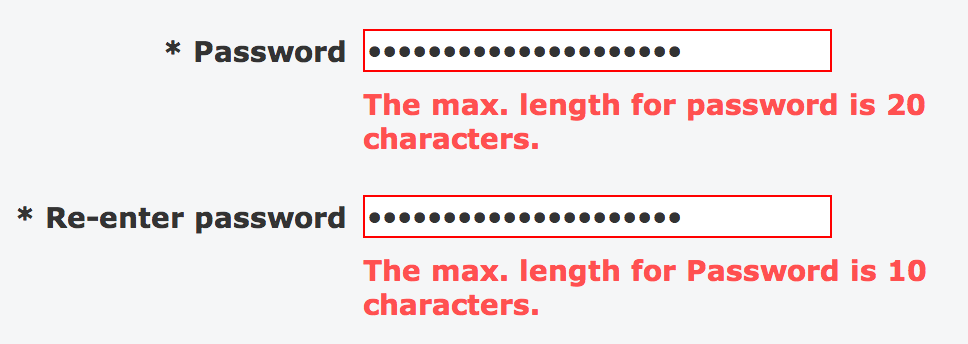 * Password •••••••••••••••••••••
The max. length for password is 20
characters.
* Re-enter password •••••••••••••••••••••
The max. length for Password is 10
characters.